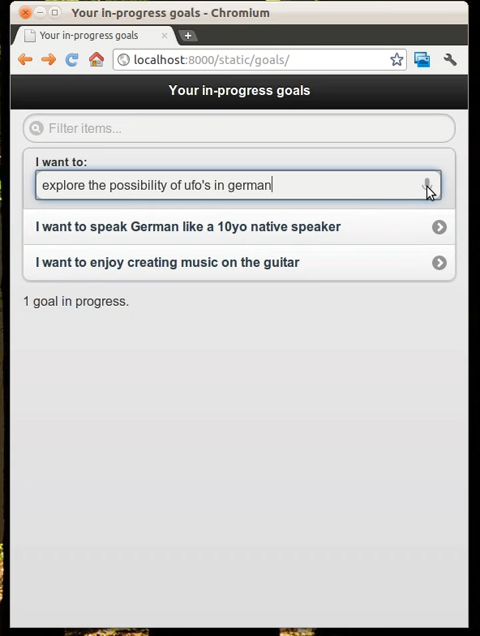 Your in-progress goals - Chromium
Your in-progress goals
localhost:8000/static/goals/
Your in-progress goals
Filter items...
I want to:
explore the possibility of ufo's in german
I want to speak German like a 10yo native speaker
I want to enjoy creating music on the guitar
1 goal in progress.